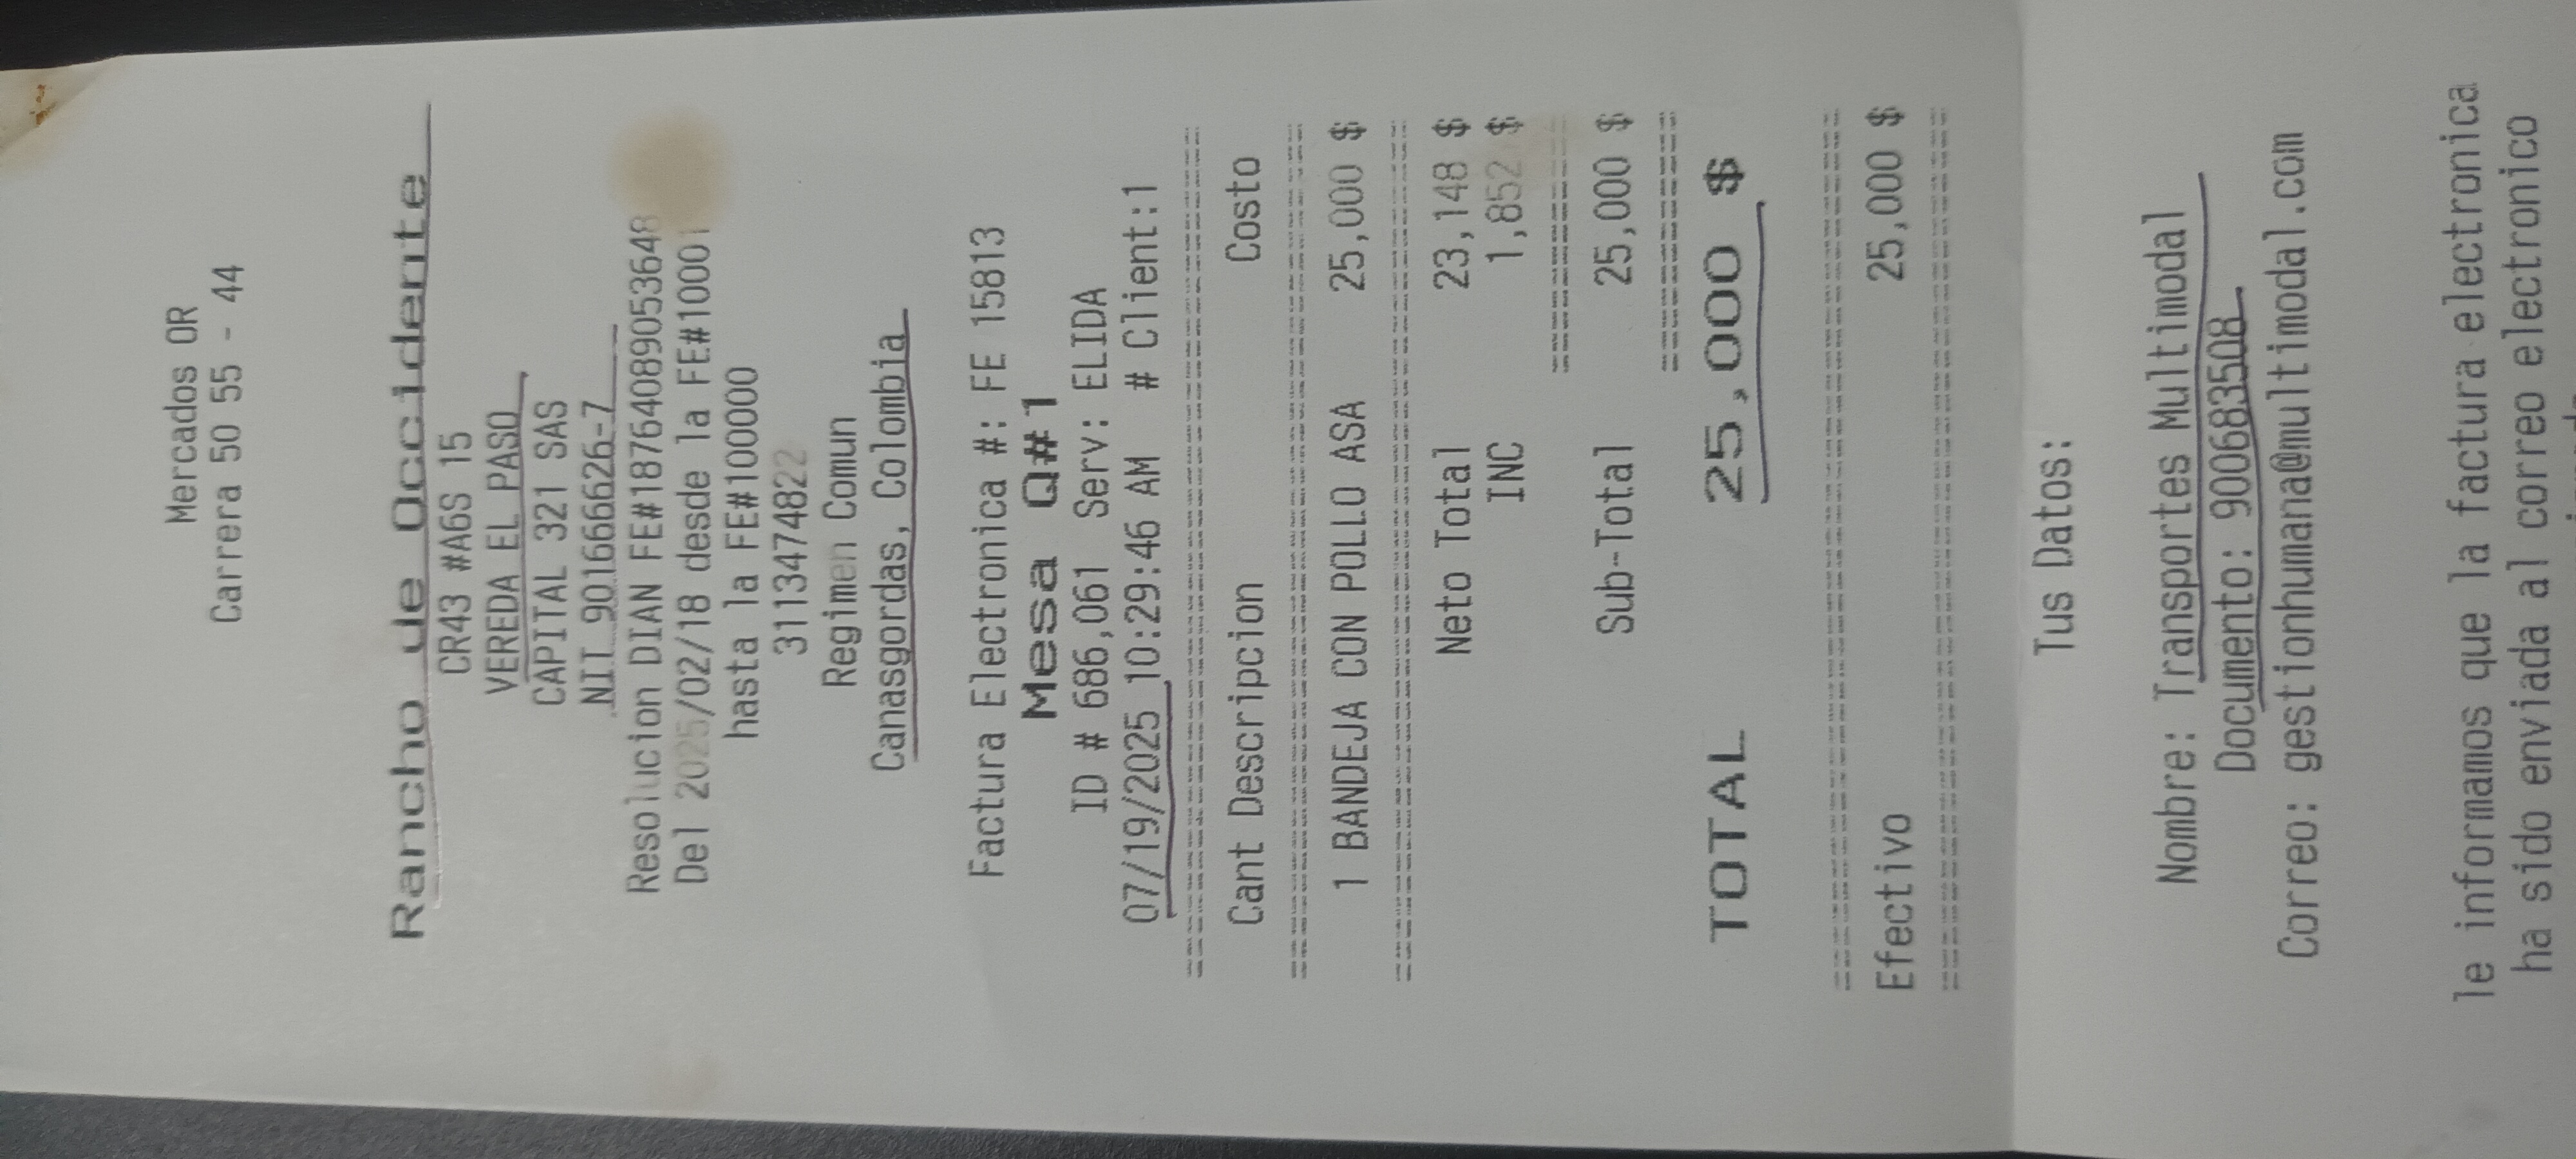 Mercados OR
Carrera 50 55 - 44
Rancho de Occidente
CR43 #A6S 15
VEREDA EL PASO
CAPITAL 321 SAS
NIT 901666626-7
Resolucion DIAN FE#18764089053648
Del 2025/02/18 desde la FE#10001
hasta la FE#100000
3113474822
Regimen Comun
Canasgordas, Colombia
Factura Electronica #: FE 15813
Mesa Q#1
ID # 686,061 Serv: ELIDA
07/19/2025 10:29:46 AM # Client:1
Cant Descripcion Costo
1 BANDEJA CON POLLO ASA 25,000 $
Neto Total 23,148 $
INC 1,852 $
Sub-Total 25,000 $
TOTAL 25,000 $
Efectivo 25,000 $
Tus Datos:
Nombre: Transportes Multimodal
Documento: 900683508
Correo: gestionhumana@multimodal.com
le informamos que la factura electronica
ha sido enviada al correo electronico